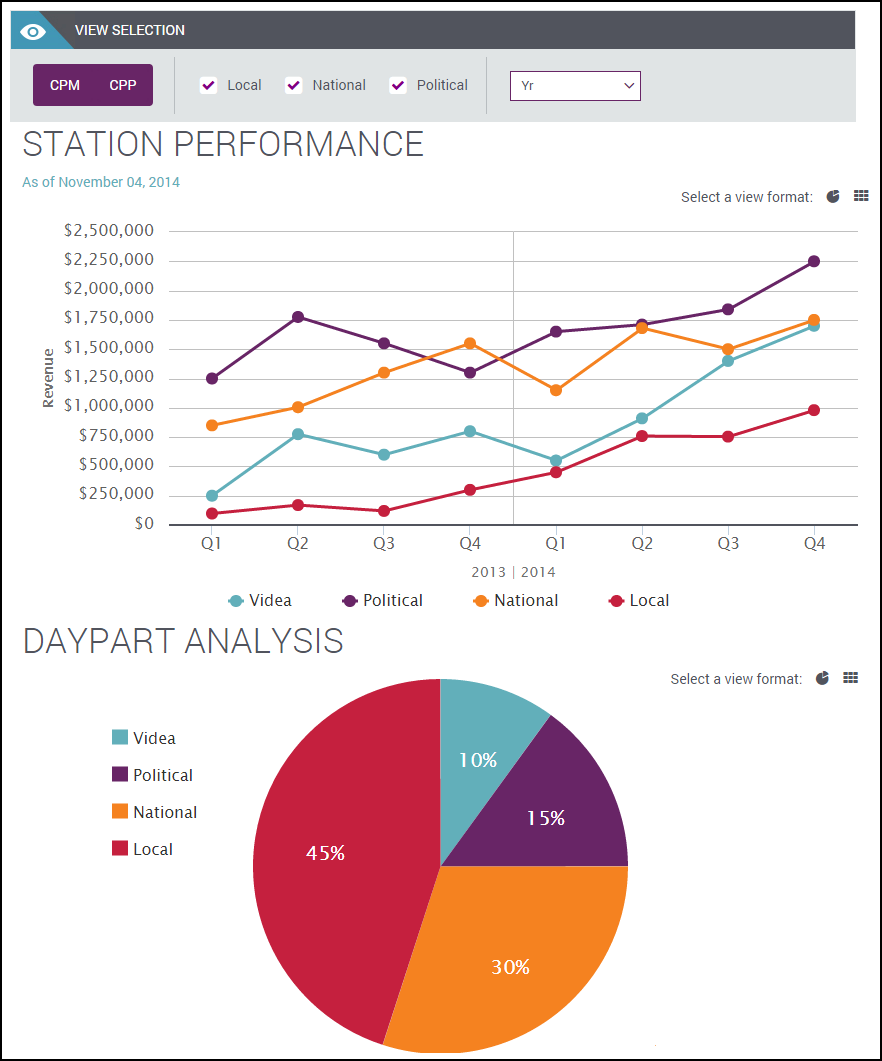 VIEW SELECTION
CPM CPP Local National Political Yr
STATION PERFORMANCE
As of November 04, 2014
Select a view format:
$2,500,000
$2,250,000
$2,000,000
$1,750,000
$1,500,000
$1,250,000
$1,000,000
$750,000
$500,000
$250,000
$0
Revenue
Q1 Q2 Q3 Q4 Q1 Q2 Q3 Q4
2013 | 2014
Videa Political National Local
DAYPART ANALYSIS
Select a view format:
Videa
Political
National
Local
10%
15%
45%
30%